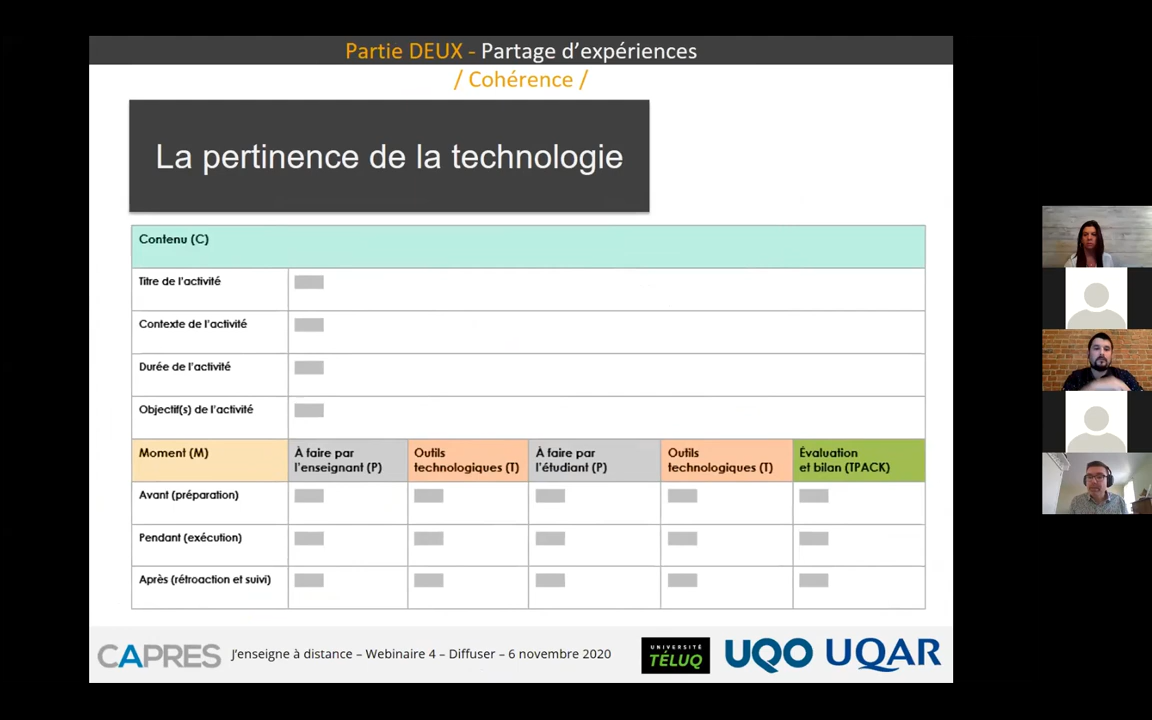 Partie DEUX - Partage d'expériences
/ Cohérence /
La pertinence de la technologie
Contenu (C)
Titre de l'activité
Contexte de l'activité
Durée de l'activité
Objectif(s) de l'activité
Moment (M)
À faire par
l'enseignant (P)
Outils
technologiques (T)
À faire par
l'étudiant (P)
Outils
technologiques (T)
Évaluation
et bilan (TPACK)
Avant (préparation)
Pendant (exécution)
Après (rétroaction et suivi)
CAPRES
J'enseigne à distance – Webinaire 4 – Diffuser – 6 novembre 2020
UNIVERSITÉ
TÉLUQ
UQO
UQAR